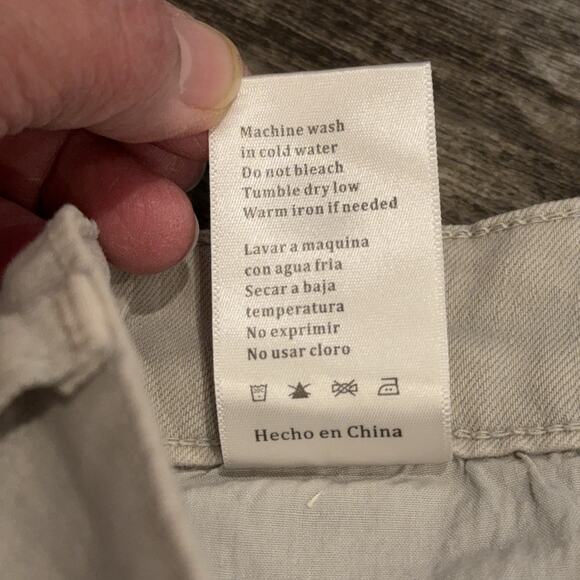 Machine wash
in cold water
Do not bleach
Tumble dry low
Warm iron if needed
Lavar a maquina
con agua fria
Secar a baja
temperatura
No exprimir
No usar cloro
Hecho en China